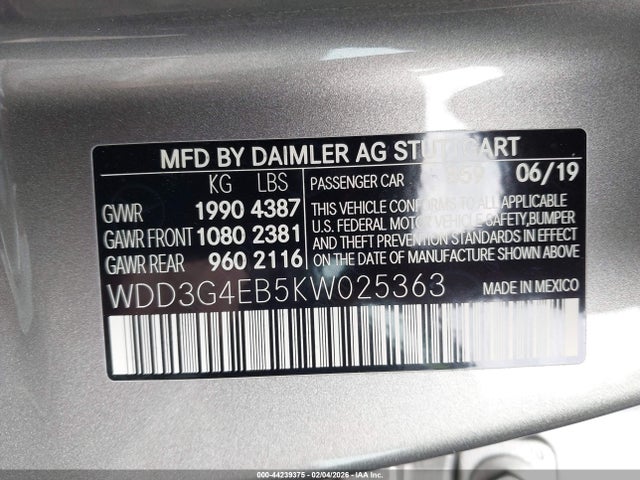 MFD BY DAIMLER AG STUTTGART
KG LBS
GVWR 1990 4387
GAWR FRONT 1080 2381
GAWR REAR 960 2116
PASSENGER CAR 06/19
THIS VEHICLE CONFORMS TO ALL APPLICABLE
U.S. FEDERAL MOTOR VEHICLE SAFETY, BUMPER
AND THEFT PREVENTION STANDARDS IN EFFECT
ON THE DATE OF MANUFACTURE SHOWN ABOVE.
WDD3G4EB5KW025363
MADE IN MEXICO
000-44239375 - 02/04/2026 - COPYRIGHT IAA, LLC.